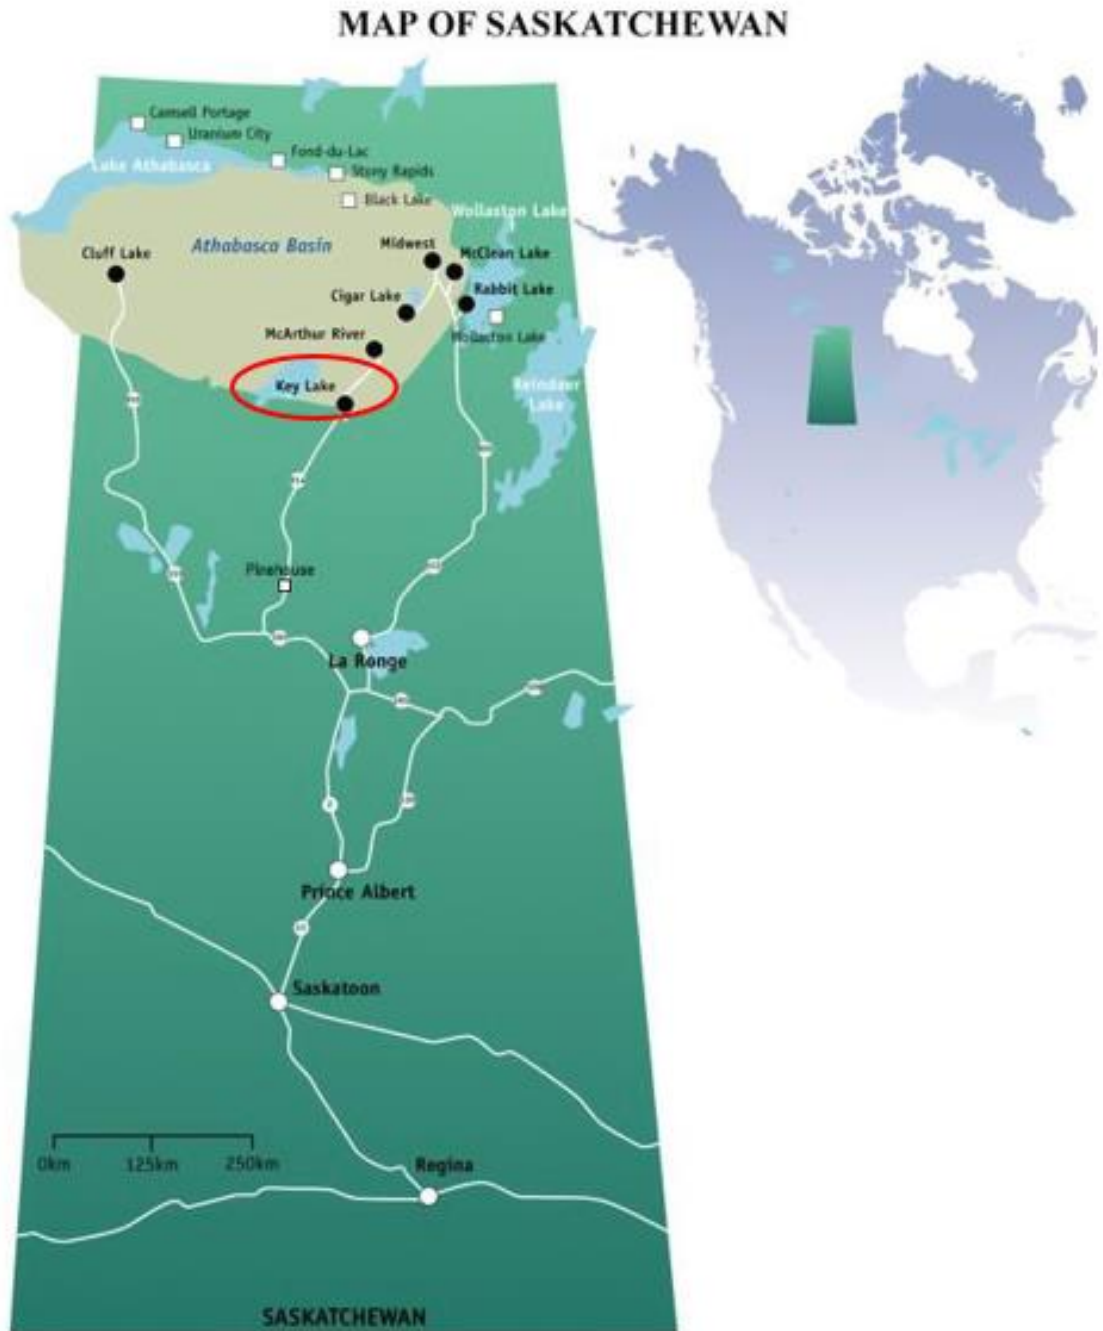 MAP OF SASKATCHEWAN
Camsell Portage
Uranium City
Fond-du-Lac
Lake Athabasca
Stony Rapids
Black Lake
Wollaston Lake
Athabasca Basin
Midwest
Cluff Lake
McClean Lake
Rabbit Lake
Cigar Lake
McArthur River
Wollaston Lake
Key Lake
Reindeer
Lake
Pinehouse
La Ronge
2
Prince Albert
Saskatoon
0km
125km
250km
Regina
SASKATCHEWAN